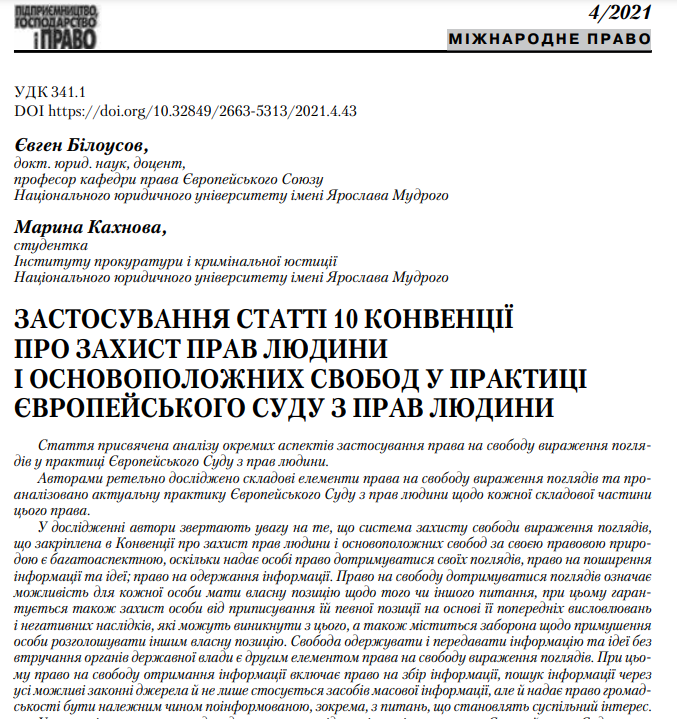 ПІДПРИЄМНИЦТВО,
ГОСПОДАРСТВО
І ПРАВО
4/2021
МІЖНАРОДНЕ ПРАВО
УДК 341.1
DOI https://doi.org/10.32849/2663-5313/2021.4.43
Євген Білоусов,
докт. юрид. наук, доцент,
професор кафедри права Європейського Союзу
Національного юридичного університету імені Ярослава Мудрого
Марина Кахнова,
студентка
Інституту прокуратури і кримінальної юстиції
Національного юридичного університету імені Ярослава Мудрого
ЗАСТОСУВАННЯ СТАТТІ 10 КОНВЕНЦІЇ
ПРО ЗАХИСТ ПРАВ ЛЮДИНИ
І ОСНОВОПОЛОЖНИХ СВОБОД У ПРАКТИЦІ
ЄВРОПЕЙСЬКОГО СУДУ З ПРАВ ЛЮДИНИ
Стаття присвячена аналізу окремих аспектів застосування права на свободу вираження погля-
дів у практиці Європейського Суду з прав людини.
Авторами ретельно досліджено складові елементи права на свободу вираження поглядів та про-
аналізовано актуальну практику Європейського Суду з прав людини щодо кожної складової частини
цього права.
У дослідженні автори звертають увагу на те, що система захисту свободи вираження поглядів,
що закріплена в Конвенції про захист прав людини і основоположних свобод за своєю правовою приро-
дою є багатоаспектною, оскільки надає особі право дотримуватися своїх поглядів, право на поширення
інформації та ідеї; право на одержання інформації. Право на свободу дотримуватися поглядів означає
можливість для кожної особи мати власну позицію щодо того чи іншого питання, при цьому гаран-
тується також захист особи від приписування їй певної позиції на основі її попередніх висловлювань
і негативних наслідків, які можуть виникнути з цього, а також міститься заборона щодо примушення
особи розголошувати іншим власну позицію. Свобода одержувати і передавати інформацію та ідеї без
втручання органів державної влади є другим елементом права на свободу вираження поглядів. При цьо-
му право на свободу отримання інформації включає право на збір інформації, пошук інформації через
усі можливі законні джерела й не лише стосується засобів масової інформації, але й надає право громад-
ськості бути належним чином поінформованою, зокрема, з питань, що становлять суспільний інтерес.